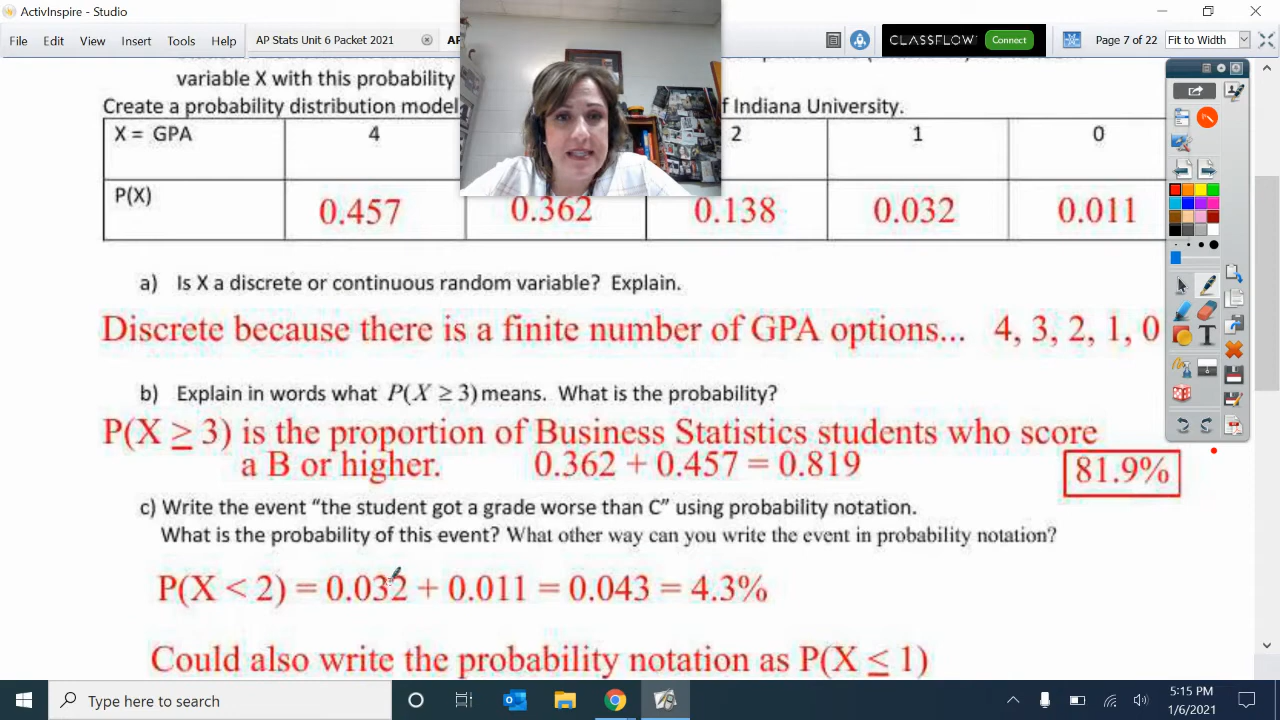 ActivInspire - Studio
File Edit View Insert Tools Help
AP Stats Unit 6 Packet 2021
AP
CLASSFLOW Connect
Page 7 of 22
Fit to Width
variable X with this probability
Create a probability distribution model
f Indiana University.
X = GPA 4 2 1 0
P(X) 0.457 0.362 0.138 0.032 0.011
a) Is X a discrete or continuous random variable? Explain.
Discrete because there is a finite number of GPA options... 4, 3, 2, 1, 0
b) Explain in words what P(X ≥ 3) means. What is the probability?
P(X ≥ 3) is the proportion of Business Statistics students who score
a B or higher. 0.362 + 0.457 = 0.819
81.9%
c) Write the event “the student got a grade worse than C” using probability notation.
What is the probability of this event? What other way can you write the event in probability notation?
P(X < 2) = 0.032 + 0.011 = 0.043 = 4.3%
Could also write the probability notation as P(X ≤ 1)
Type here to search
5:15 PM
1/6/2021